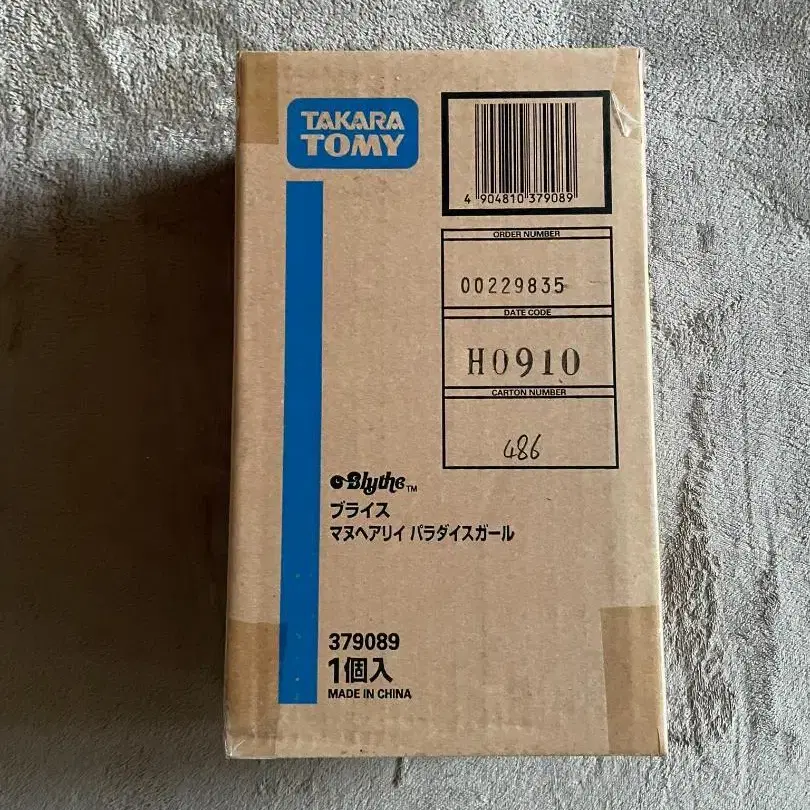 TAKARA
TOMY
4 904810 379089
ORDER NUMBER
00229835
DATE CODE
H0910
CARTON NUMBER
486
Blythe™
ブライス
マヌヘアリイ パラダイスガール
379089
1個入
MADE IN CHINA